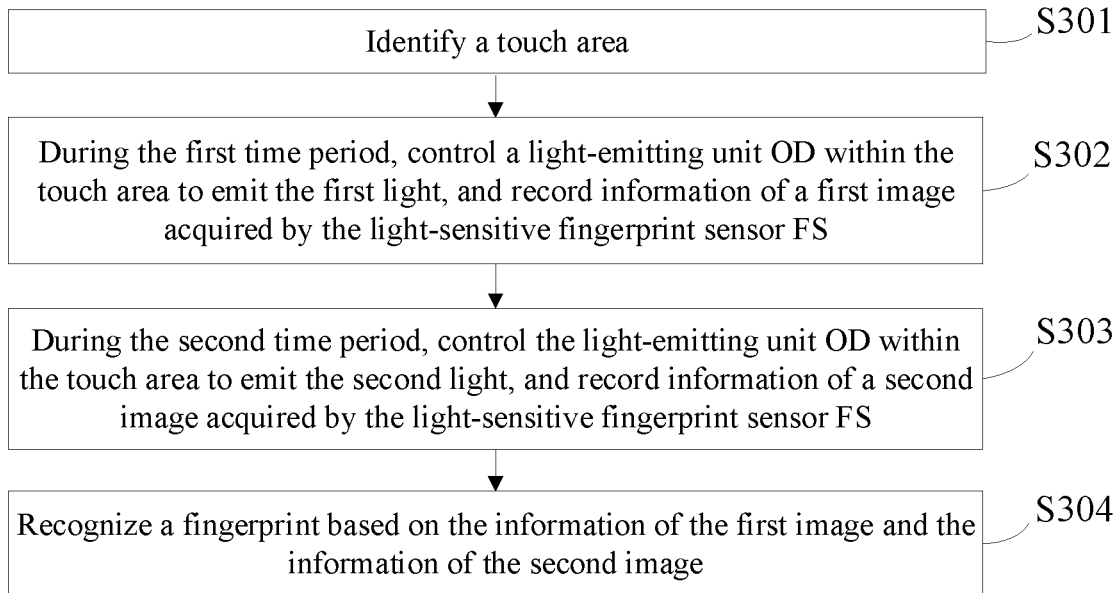 Identify a touch area
S301
During the first time period, control a light-emitting unit OD within the
touch area to emit the first light, and record information of a first image
acquired by the light-sensitive fingerprint sensor FS
S302
During the second time period, control the light-emitting unit OD within
the touch area to emit the second light, and record information of a second
image acquired by the light-sensitive fingerprint sensor FS
S303
Recognize a fingerprint based on the information of the first image and the
information of the second image
S304